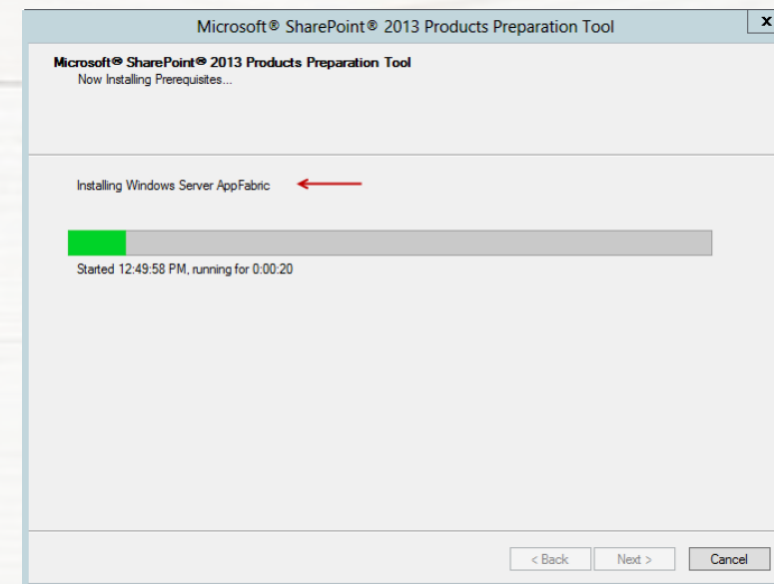 Microsoft® SharePoint® 2013 Products Preparation Tool
x
Microsoft® SharePoint® 2013 Products Preparation Tool
Now Installing Prerequisites...
Installing Windows Server AppFabric
Started 12:49:58 PM, running for 0:00:20
< Back Next > Cancel